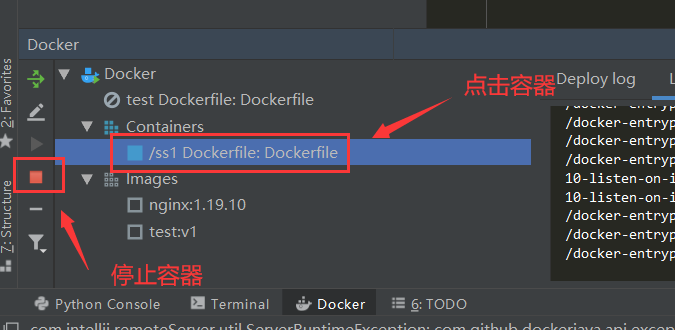 Docker
2: Favorites
7: Structure
Docker
test Dockerfile: Dockerfile
Containers
/ss1 Dockerfile: Dockerfile
Images
nginx:1.19.10
test:v1
点击容器
停止容器
Deploy log
L
/docker-entryp
/docker-entryp
/docker-entryp
/docker-entryp
10-listen-on-i
10-listen-on-i
/docker-entryp
/docker-entryp
/docker-entryp
Python Console
Terminal
Docker
6: TODO
com.intellij.remoteServer.util.ServerRuntimeException: com.github.dockerjava.api.excep